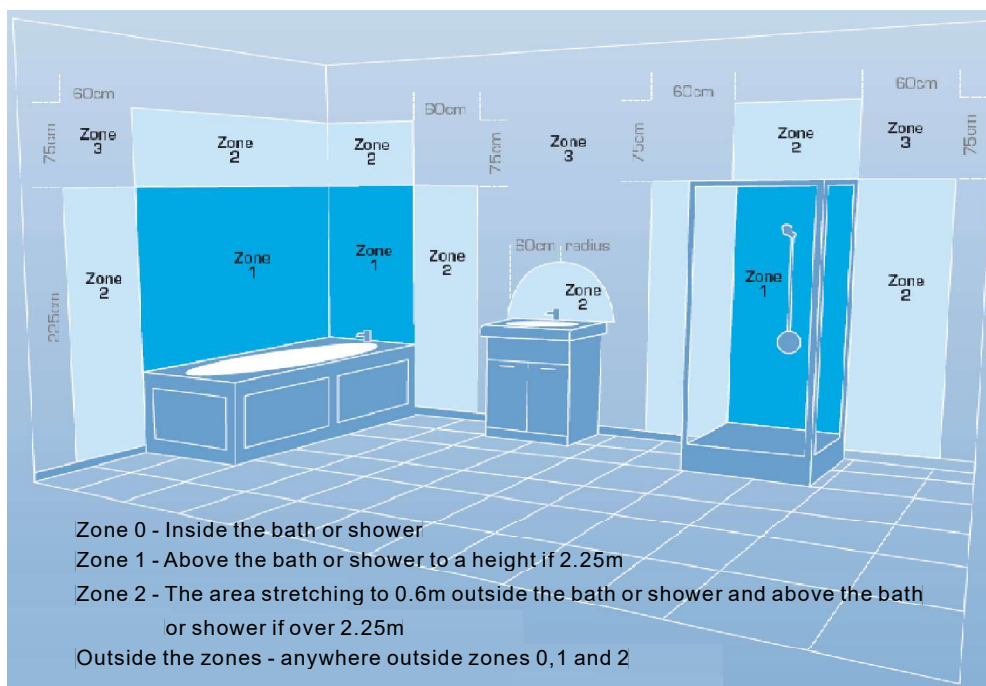 60cm
60cm
60cm
60cm
75cm
Zone
3
Zone
2
Zone
2
75cm
Zone
3
75cm
Zone
2
Zone
3
75cm
225cm
Zone
2
Zone
1
Zone
1
Zone
2
60cm radius
Zone
2
Zone
1
Zone
2
Zone 0 - Inside the bath or shower
Zone 1 - Above the bath or shower to a height if 2.25m
Zone 2 - The area stretching to 0.6m outside the bath or shower and above the bath
or shower if over 2.25m
Outside the zones - anywhere outside zones 0,1 and 2